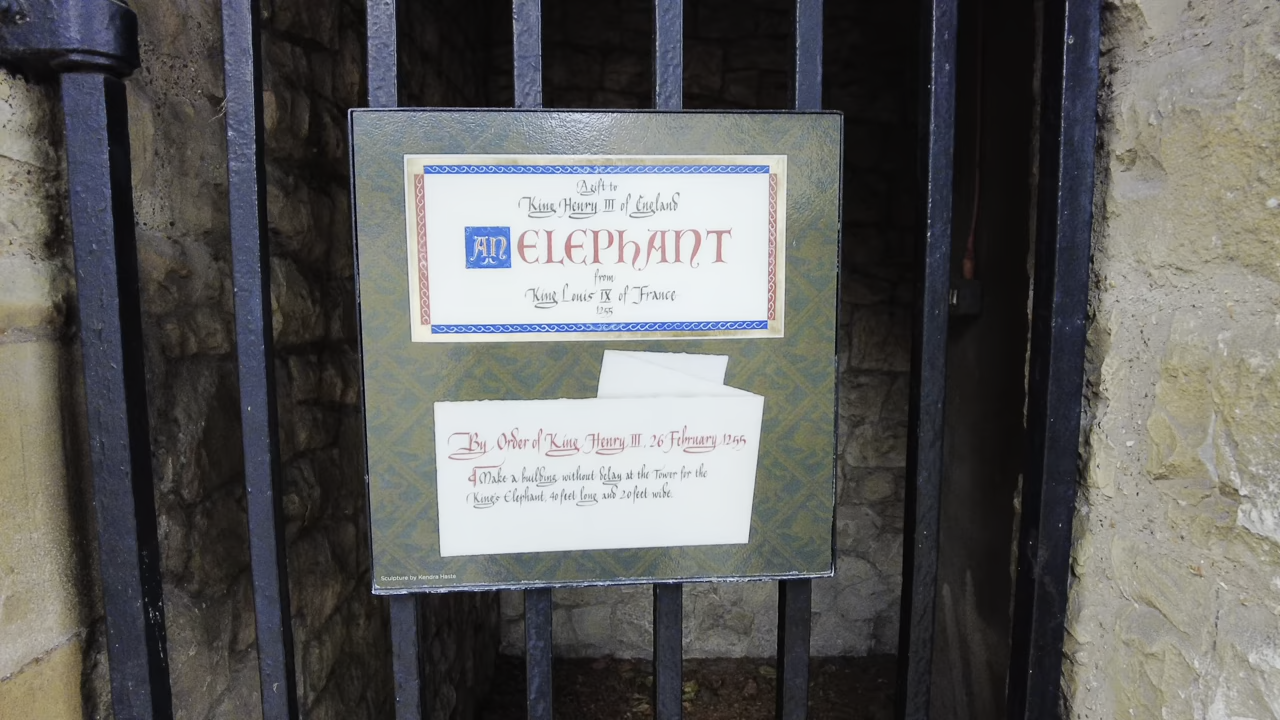 A gift to
King Henry III of England
AN ELEPHANT
from
King Louis IX of France
1255
By Order of King Henry III, 26 February 1255
¶ Make a building without delay at the Tower for the
King's Elephant, 40 feet long and 20 feet wide.
Sculpture by Kendra Haste